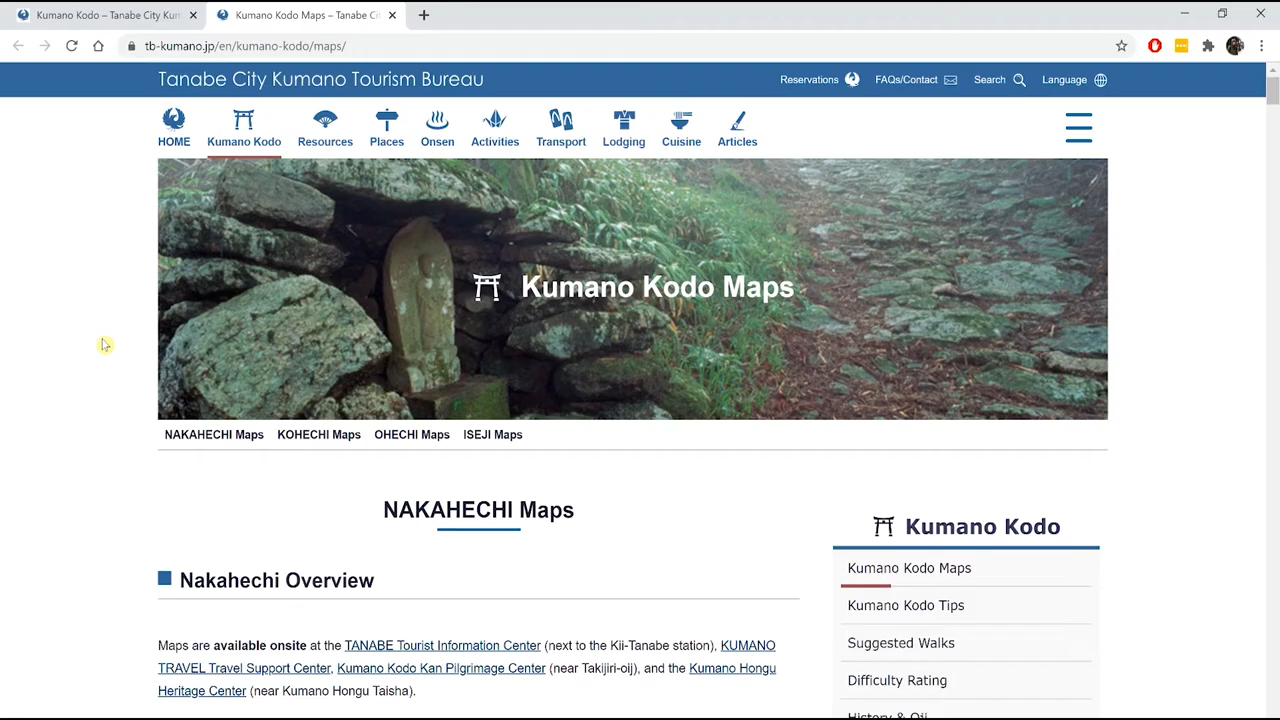 Kumano Kodo – Tanabe City Kum
Kumano Kodo Maps – Tanabe Ci
tb-kumano.jp/en/kumano-kodo/maps/
Tanabe City Kumano Tourism Bureau
Reservations
FAQs/Contact
Search
Language
HOME
Kumano Kodo
Resources
Places
Onsen
Activities
Transport
Lodging
Cuisine
Articles
Kumano Kodo Maps
NAKAHECHI Maps
KOHECHI Maps
OHECHI Maps
ISEJI Maps
NAKAHECHI Maps
Nakahechi Overview
Maps are available onsite at the TANABE Tourist Information Center (next to the Kii-Tanabe station), KUMANO
TRAVEL Travel Support Center, Kumano Kodo Kan Pilgrimage Center (near Takijiri-oij), and the Kumano Hongu
Heritage Center (near Kumano Hongu Taisha).
Kumano Kodo
Kumano Kodo Maps
Kumano Kodo Tips
Suggested Walks
Difficulty Rating
History & Oji